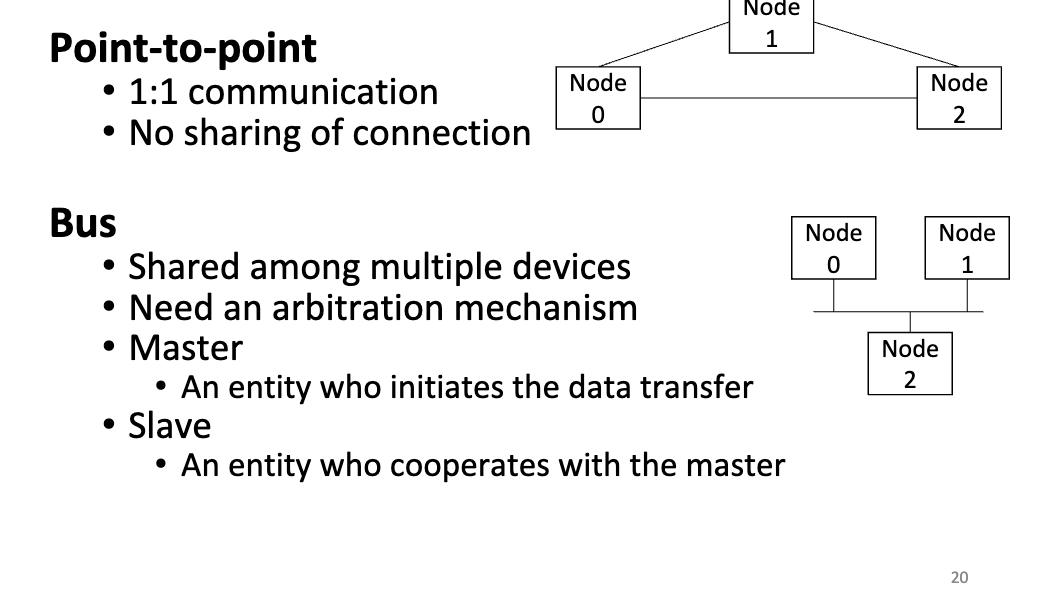 Node
1
Point-to-point
• 1:1 communication
• No sharing of connection
Node
0
Node
2
Bus
• Shared among multiple devices
• Need an arbitration mechanism
• Master
• An entity who initiates the data transfer
• Slave
• An entity who cooperates with the master
Node
0
Node
1
Node
2
20